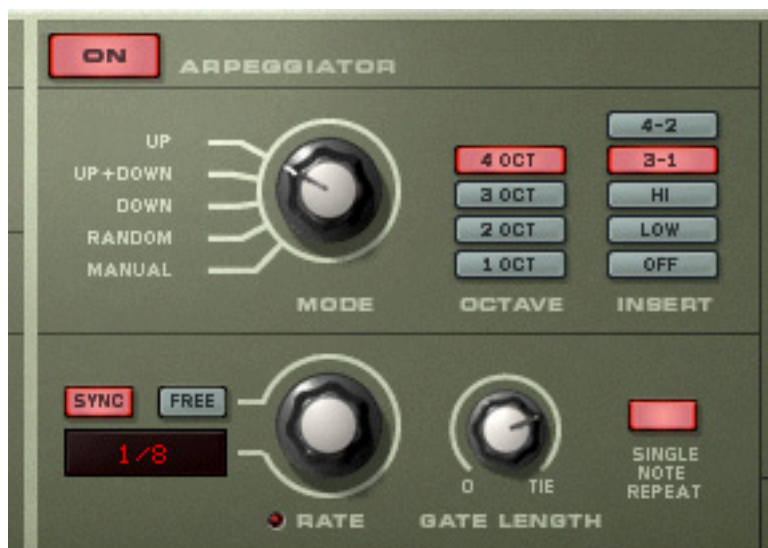 ON
ARPEGGIATOR
UP
UP+DOWN
DOWN
RANDOM
MANUAL
MODE
4 OCT
3 OCT
2 OCT
1 OCT
OCTAVE
4-2
3-1
HI
LOW
OFF
INSERT
SYNC
FREE
1/8
RATE
0
TIE
GATE LENGTH
SINGLE
NOTE
REPEAT